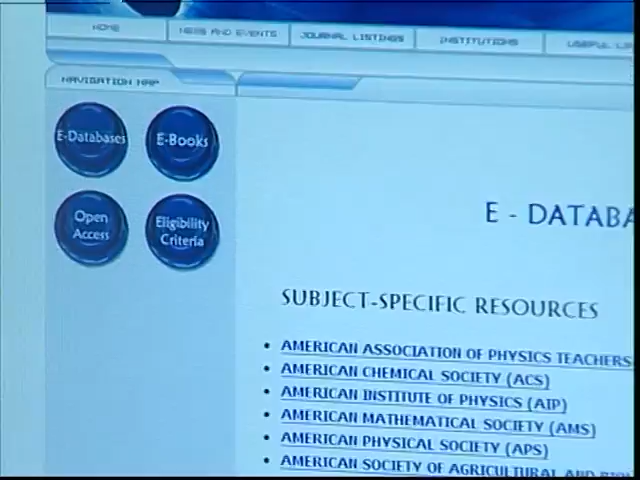 HOME
NEWS AND EVENTS
JOURNAL LISTINGS
INSTITUTIONS
USEFUL
NAVIGATION MAP
E-Databases
E-Books
Open
Access
Eligibility
Criteria
E - DATABA
SUBJECT-SPECIFIC RESOURCES
• AMERICAN ASSOCIATION OF PHYSICS TEACHERS
• AMERICAN CHEMICAL SOCIETY (ACS)
• AMERICAN INSTITUTE OF PHYSICS (AIP)
• AMERICAN MATHEMATICAL SOCIETY (AMS)
• AMERICAN PHYSICAL SOCIETY (APS)
• AMERICAN SOCIETY OF AGRICULTURAL AND